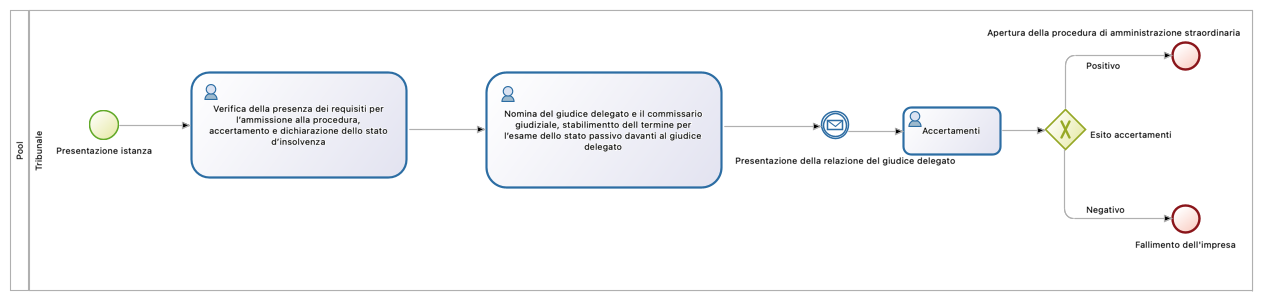 Pool
Tribunale
Presentazione istanza
Verifica della presenza dei requisiti per
l'ammissione alla procedura,
accertamento e dichiarazione dello stato
d'insolvenza
Nomina del giudice delegato e il commissario
giudiziale, stabilimentto dell termine per
l'esame dello stato passivo davanti al giudice
delegato
Presentazione della relazione del giudice delegato
Accertamenti
Esito accertamenti
Apertura della procedura di amministrazione straordinaria
Positivo
Negativo
Fallimento dell'impresa